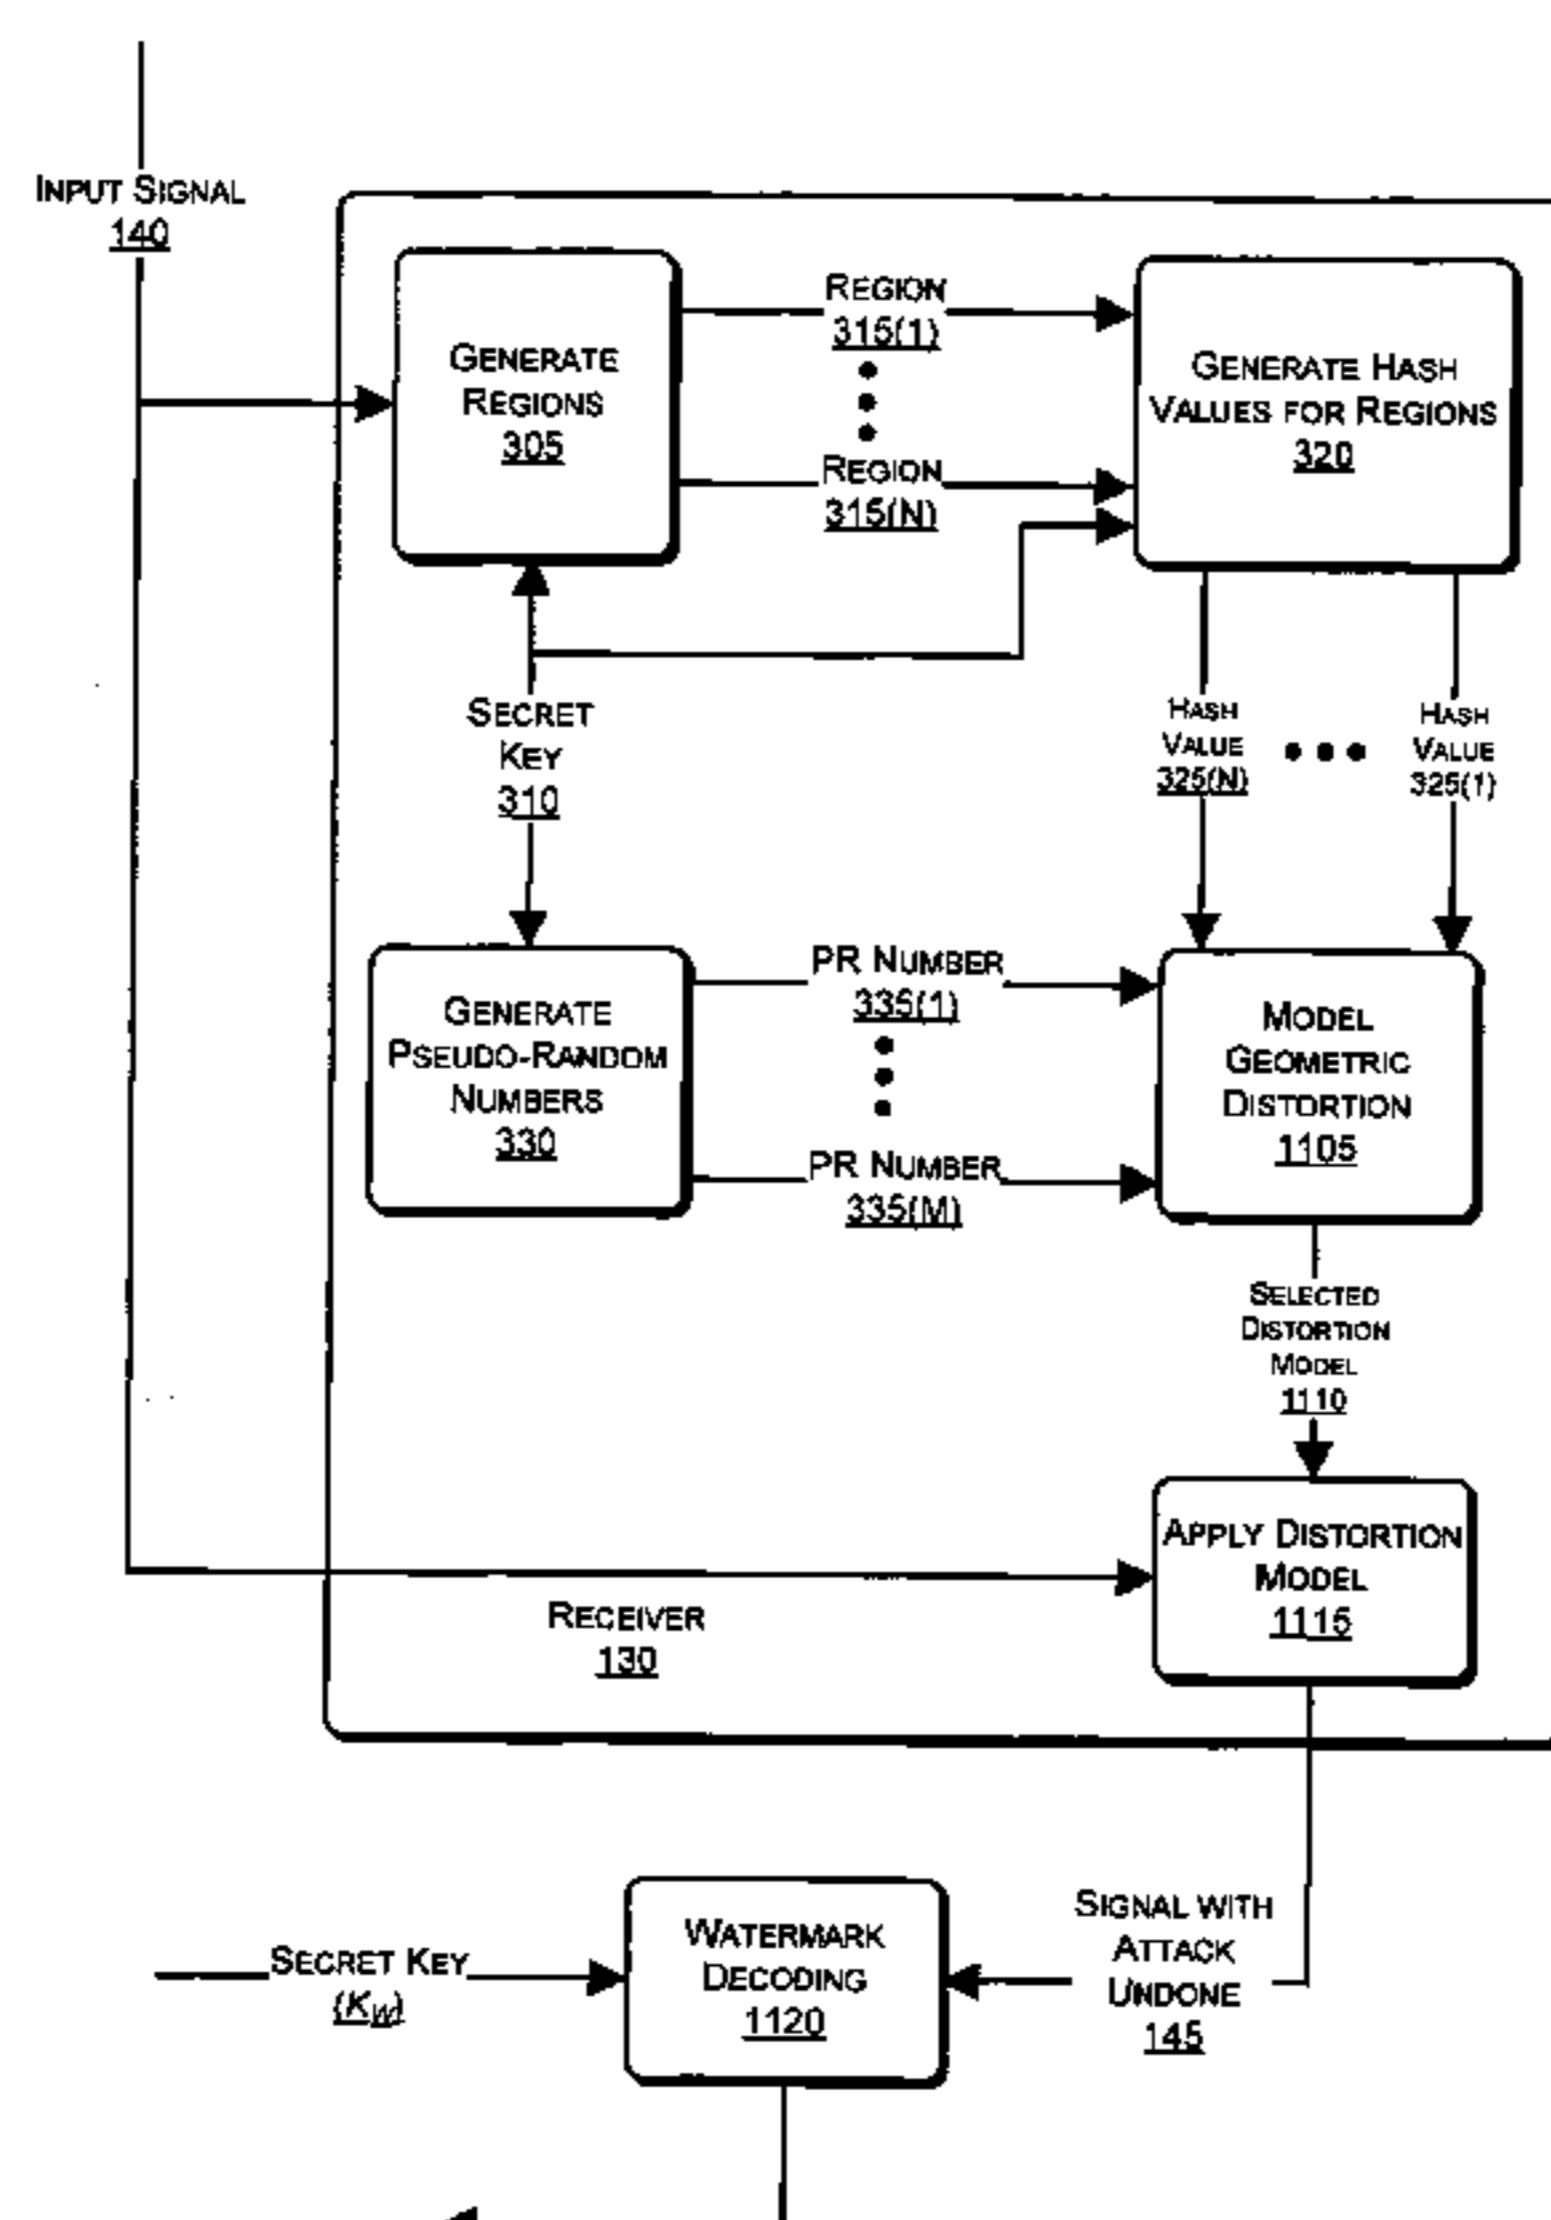 INPUT SIGNAL
140
GENERATE
REGIONS
305
REGION
315(1)
REGION
315(N)
GENERATE HASH
VALUES FOR REGIONS
320
SECRET
KEY
310
HASH
VALUE
325(N)
HASH
VALUE
325(1)
GENERATE
PSEUDO-RANDOM
NUMBERS
330
PR NUMBER
335(1)
PR NUMBER
335(M)
MODEL
GEOMETRIC
DISTORTION
1105
SELECTED
DISTORTION
MODEL
1110
APPLY DISTORTION
MODEL
1115
RECEIVER
130
SECRET KEY
(KW)
WATERMARK
DECODING
1120
SIGNAL WITH
ATTACK
UNDONE
145